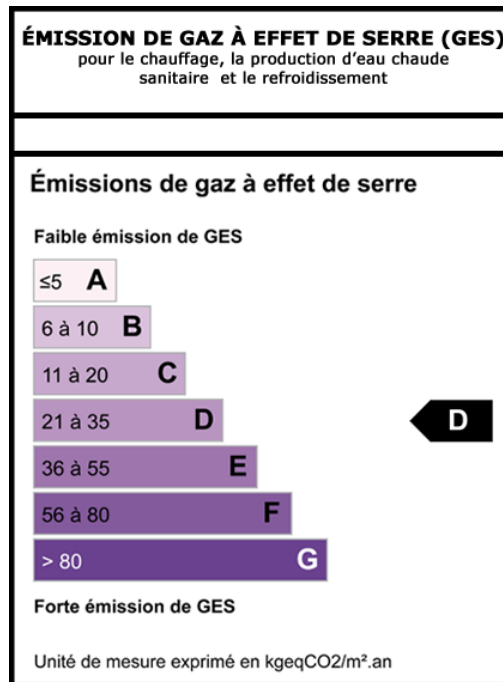 ÉMISSION DE GAZ À EFFET DE SERRE (GES)
pour le chauffage, la production d'eau chaude
sanitaire et le refroidissement
Émissions de gaz à effet de serre
Faible émission de GES
≤5 A
6 à 10 B
11 à 20 C
21 à 35 D
D
36 à 55 E
56 à 80 F
> 80 G
Forte émission de GES
Unité de mesure exprimé en kgeqCO2/m².an